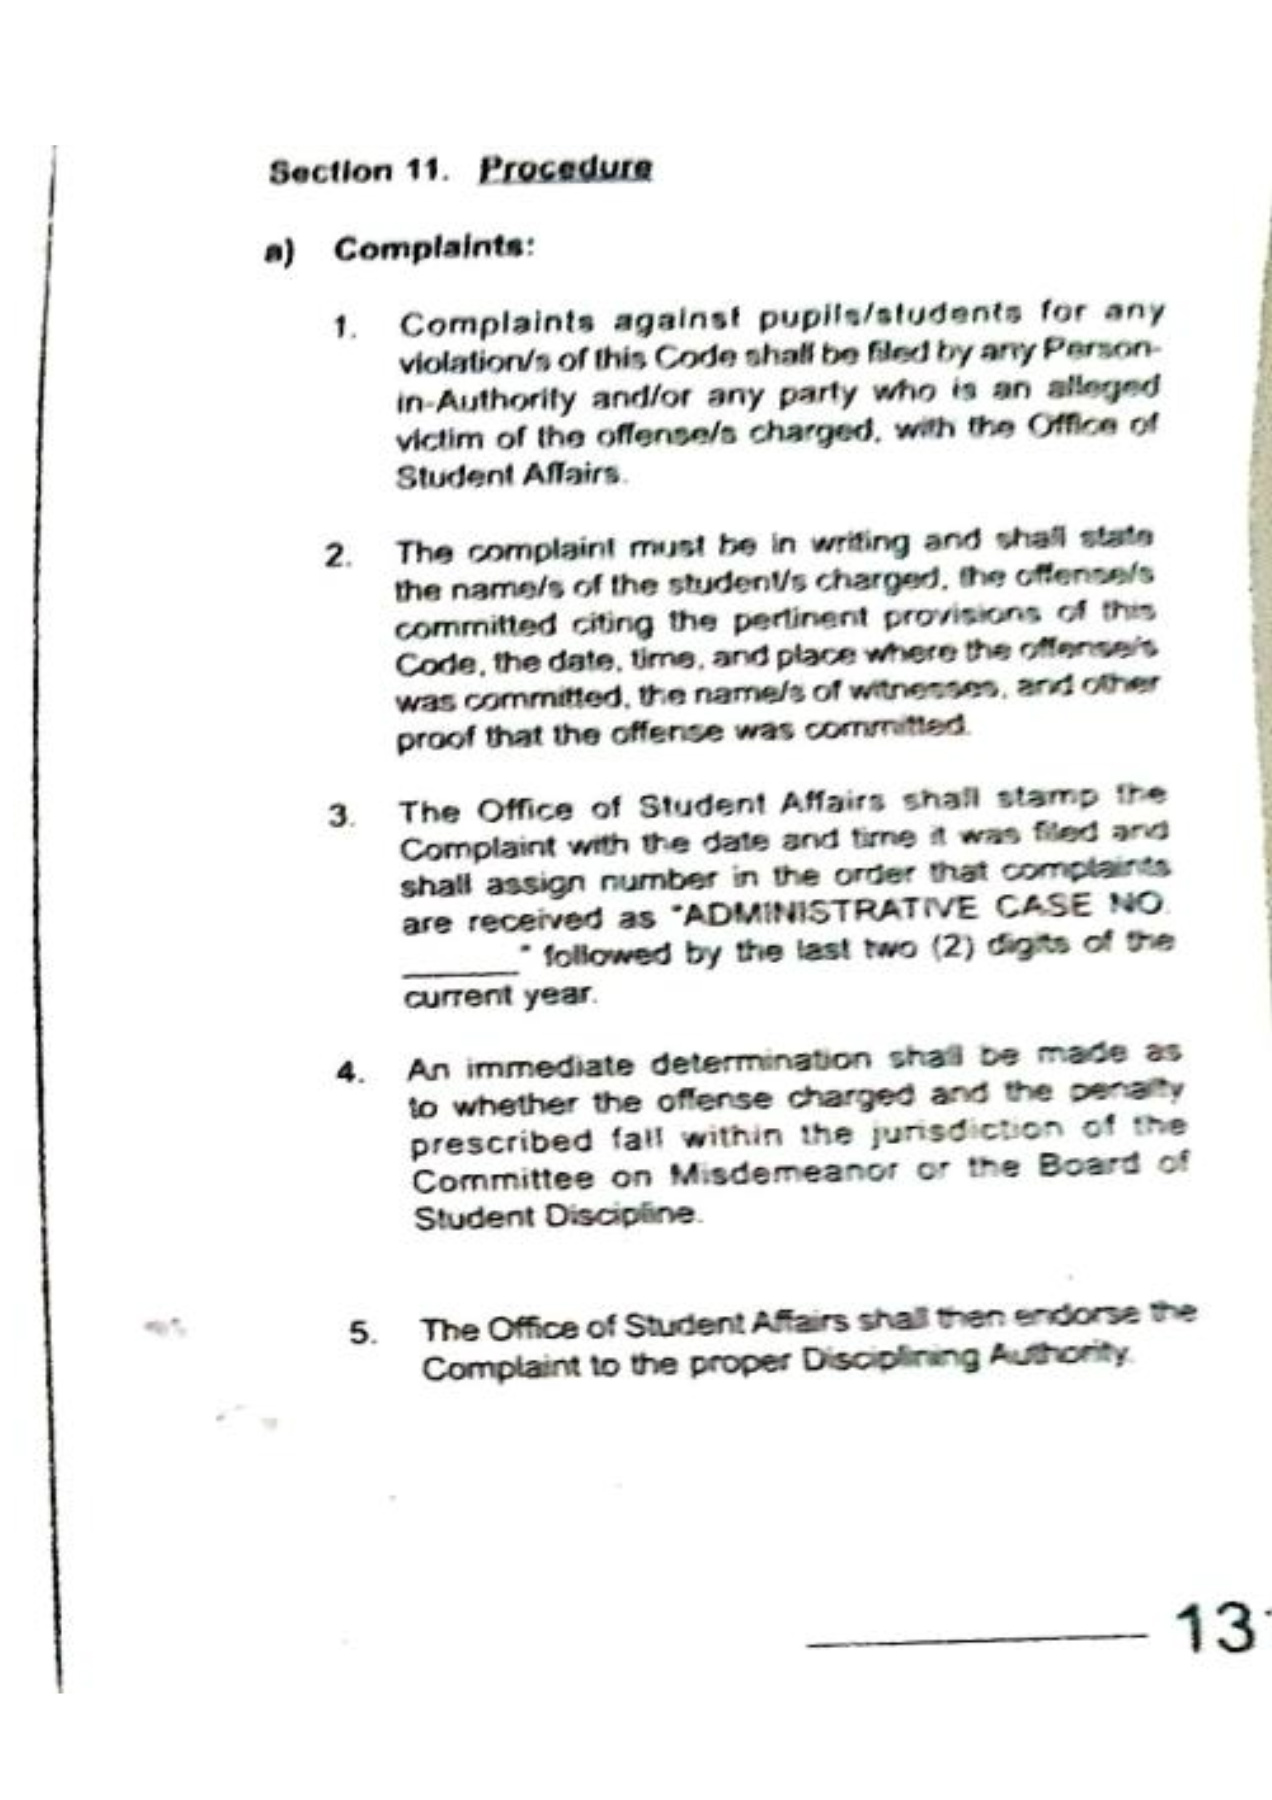 Section 11. Procedure
a) Complaints:
1. Complaints against pupils/students for any
violation/s of this Code shall be filed by any Person-
in-Authority and/or any party who is an alleged
victim of the offense/s charged, with the Office of
Student Affairs.
2. The complaint must be in writing and shall state
the name/s of the student/s charged, the offense/s
committed citing the pertinent provisions of this
Code, the date, time, and place where the offense/s
was committed, the name/s of witnesses, and other
proof that the offense was committed.
3. The Office of Student Affairs shall stamp the
Complaint with the date and time it was filed and
shall assign number in the order that complaints
are received as "ADMINISTRATIVE CASE NO.
________" followed by the last two (2) digits of the
current year.
4. An immediate determination shall be made as
to whether the offense charged and the penalty
prescribed fall within the jurisdiction of the
Committee on Misdemeanor or the Board of
Student Discipline.
5. The Office of Student Affairs shall then endorse the
Complaint to the proper Disciplining Authority.
13